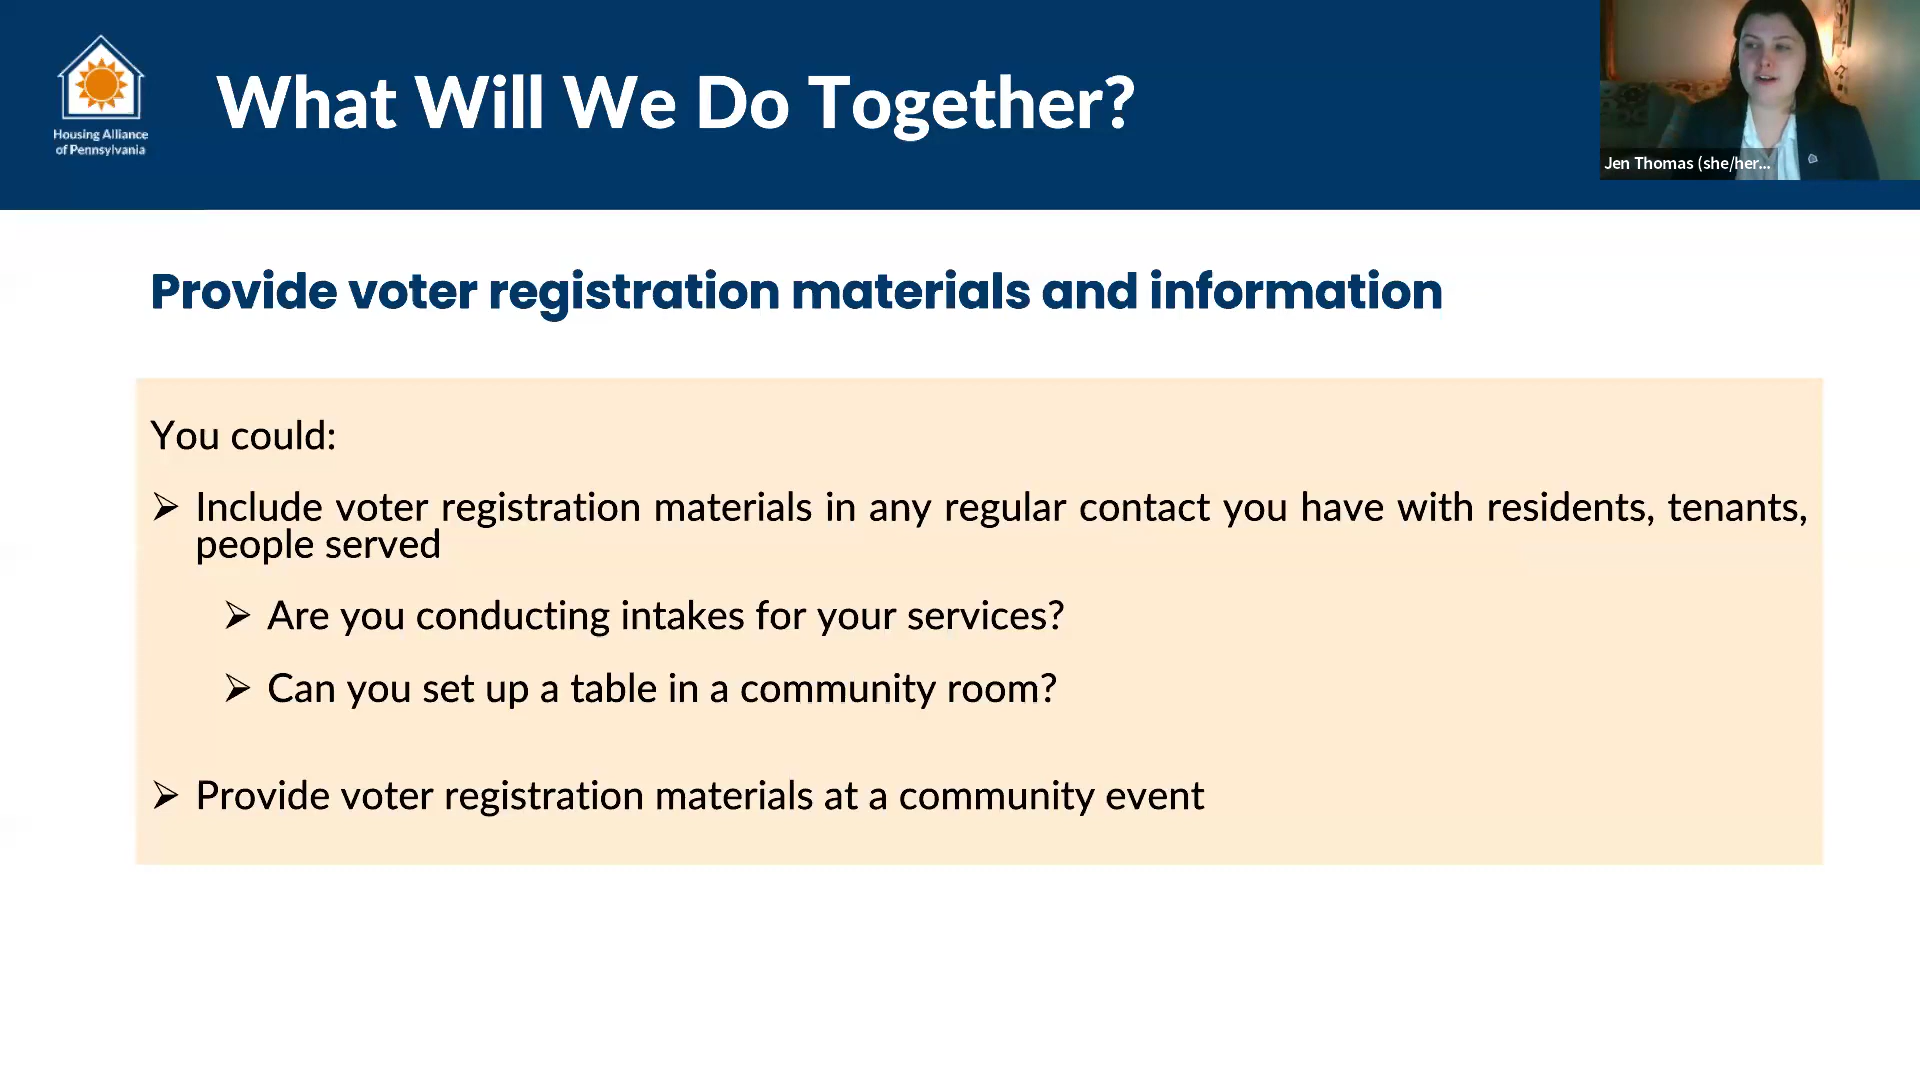 Housing Alliance
of Pennsylvania
What Will We Do Together?
Jen Thomas (she/her...
Provide voter registration materials and information
You could:
➢ Include voter registration materials in any regular contact you have with residents, tenants,
people served
➢ Are you conducting intakes for your services?
➢ Can you set up a table in a community room?
➢ Provide voter registration materials at a community event